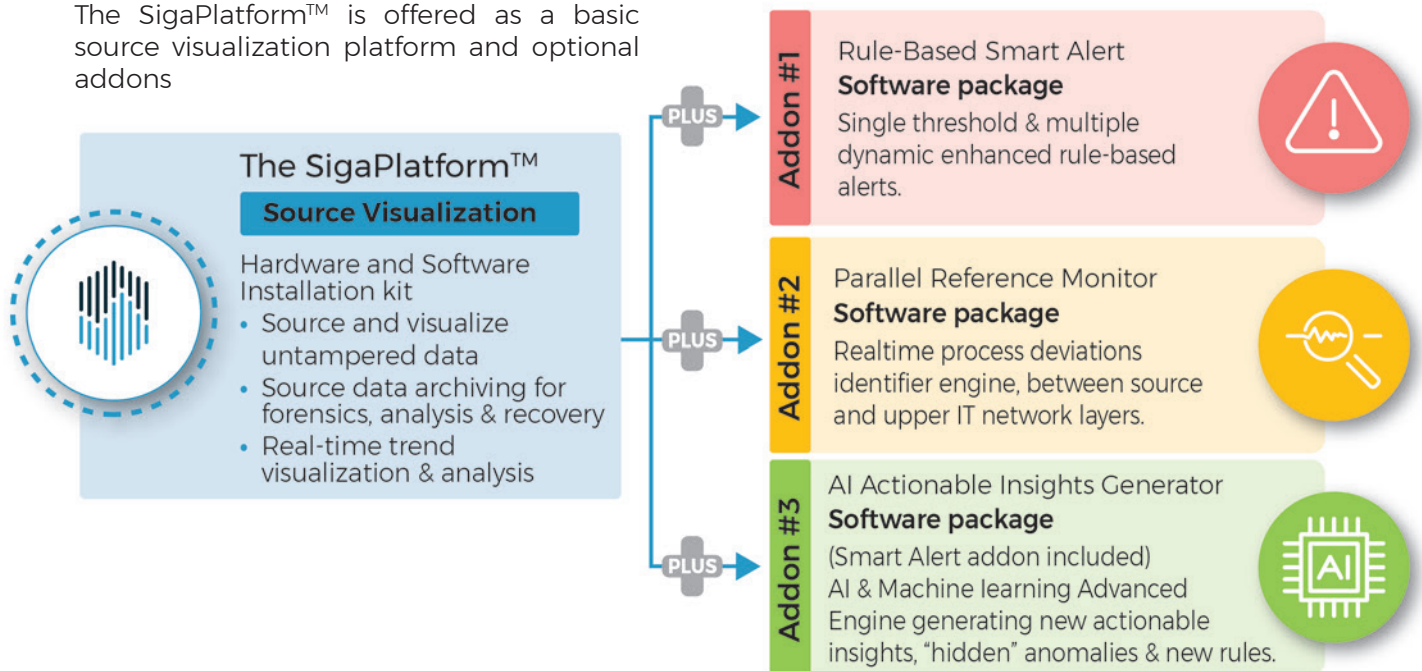 The SigaPlatform™ is offered as a basic
source visualization platform and optional
addons
The SigaPlatform™
Source Visualization
Hardware and Software
Installation kit
• Source and visualize
untampered data
• Source data archiving for
forensics, analysis & recovery
• Real-time trend
visualization & analysis
PLUS
Addon #1
Rule-Based Smart Alert
Software package
Single threshold & multiple
dynamic enhanced rule-based
alerts.
PLUS
Addon #2
Parallel Reference Monitor
Software package
Realtime process deviations
identifier engine, between source
and upper IT network layers.
PLUS
Addon #3
AI Actionable Insights Generator
Software package
(Smart Alert addon included)
AI & Machine learning Advanced
Engine generating new actionable
insights, “hidden” anomalies & new rules.
AI